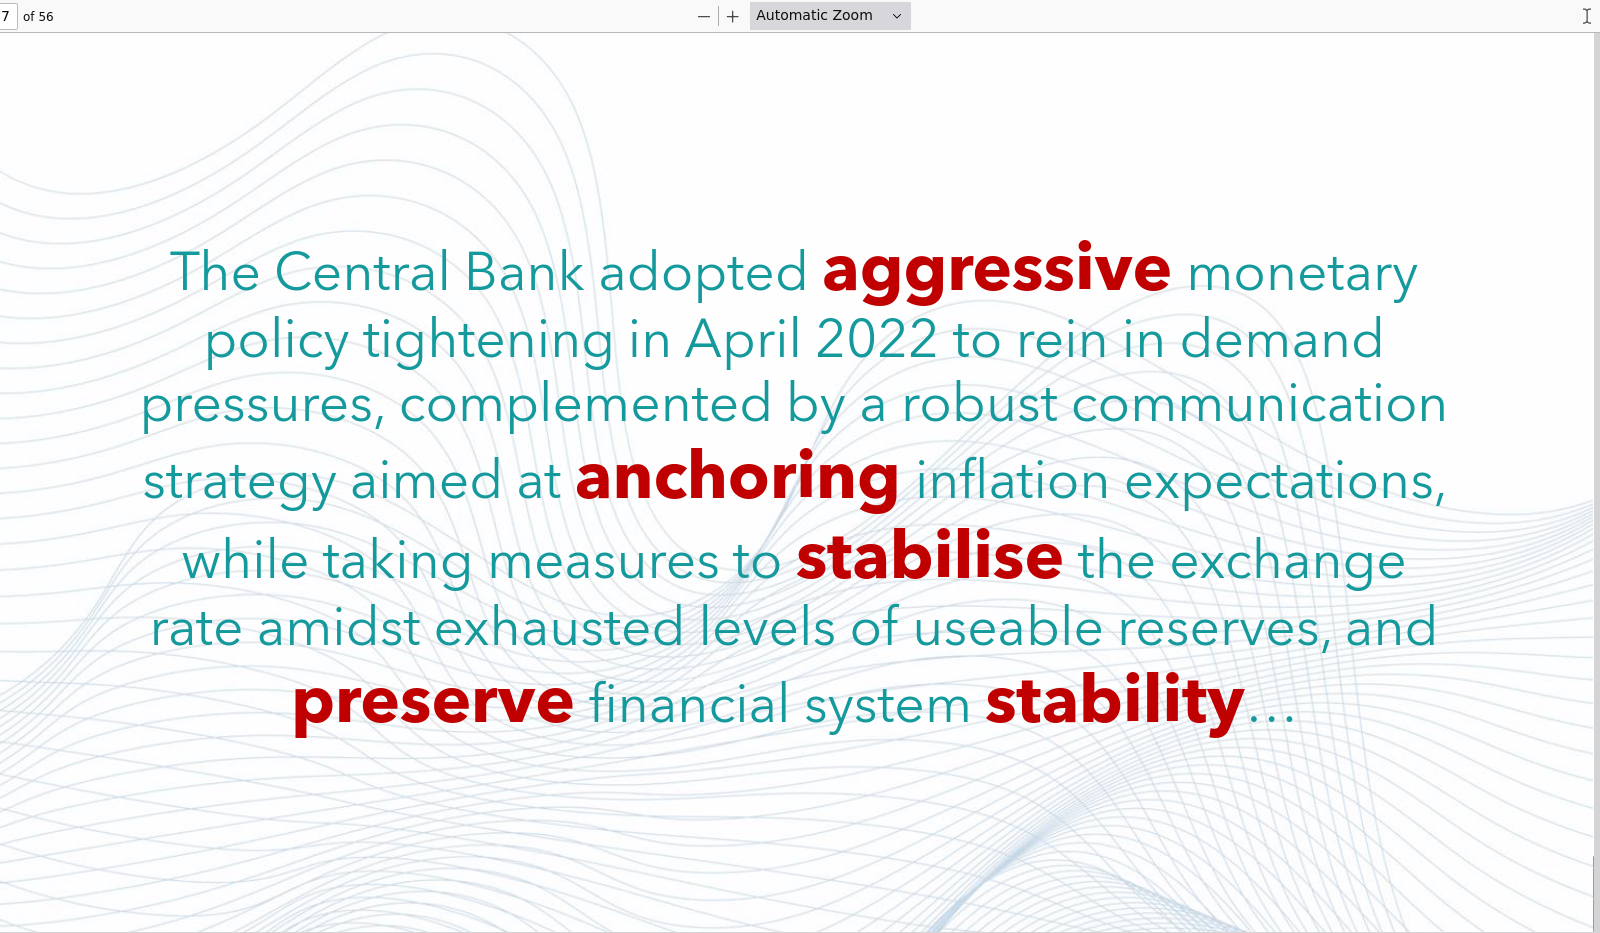 7 of 56
Automatic Zoom
The Central Bank adopted aggressive monetary
policy tightening in April 2022 to rein in demand
pressures, complemented by a robust communication
strategy aimed at anchoring inflation expectations,
while taking measures to stabilise the exchange
rate amidst exhausted levels of useable reserves, and
preserve financial system stability…